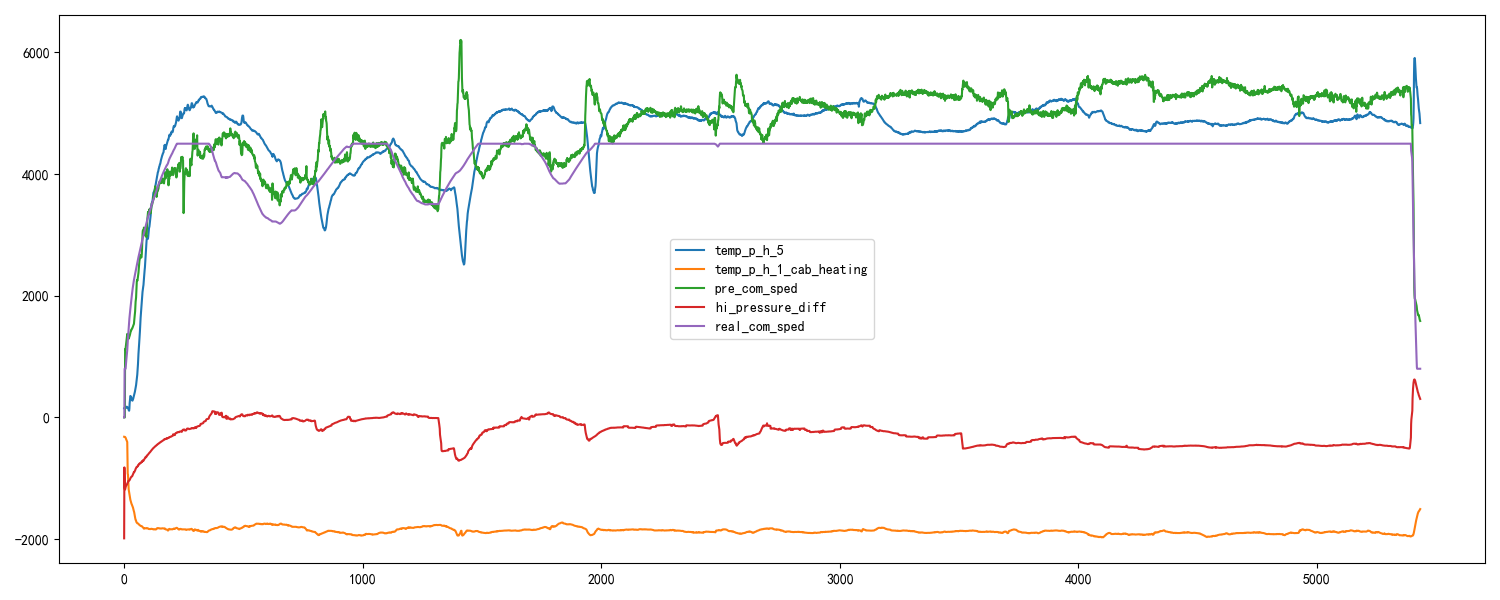 6000
4000
2000
0
−2000
temp_p_h_5
temp_p_h_1_cab_heating
pre_com_sped
hi_pressure_diff
real_com_sped
0 1000 2000 3000 4000 5000